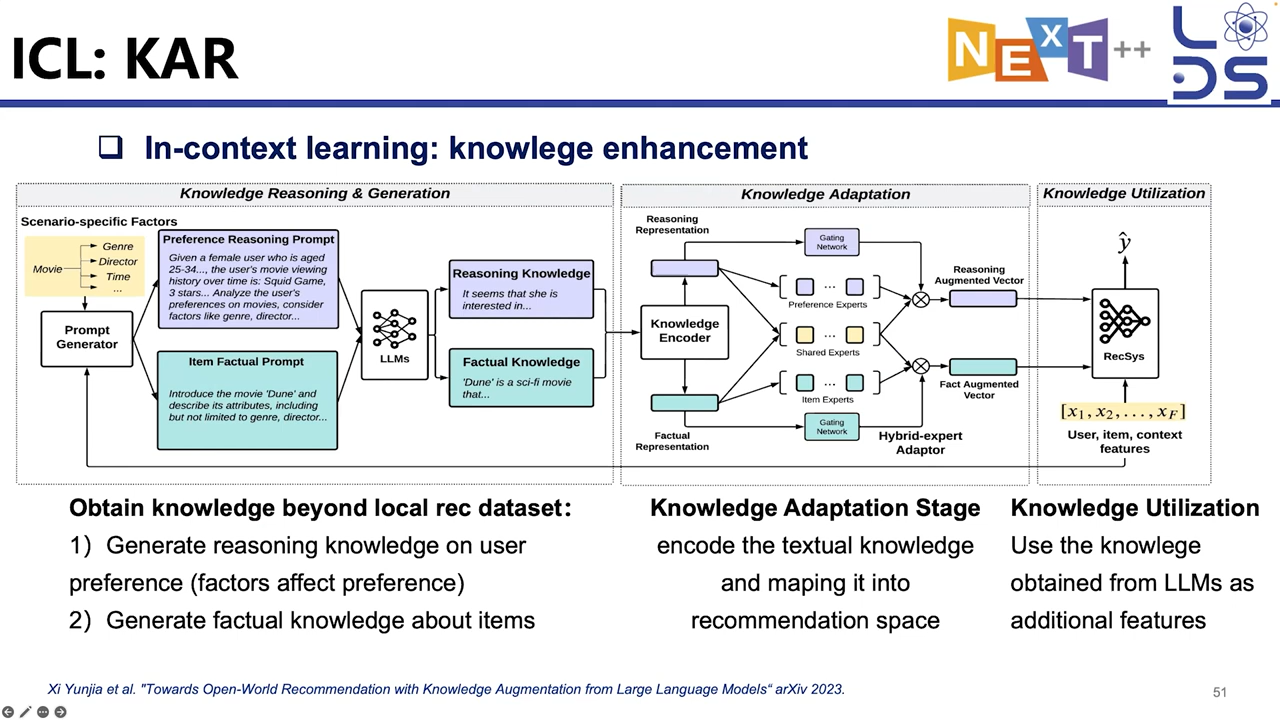 ICL: KAR
NExT++
LDS
❑ In-context learning: knowlege enhancement
Knowledge Reasoning & Generation
Scenario-specific Factors
Movie
Genre
Director
Time
...
Prompt
Generator
Preference Reasoning Prompt
Given a female user who is aged
25-34..., the user's movie viewing
history over time is: Squid Game,
3 stars... Analyze the user's
preferences on movies, consider
factors like genre, director...
Item Factual Prompt
Introduce the movie 'Dune' and
describe its attributes, including
but not limited to genre, director...
LLMs
Reasoning Knowledge
It seems that she is
interested in...
Factual Knowledge
'Dune' is a sci-fi movie
that...
Knowledge Adaptation
Reasoning
Representation
Knowledge
Encoder
Factual
Representation
Gating
Network
...
Preference Experts
...
Shared Experts
...
Item Experts
Gating
Network
Hybrid-expert
Adaptor
Reasoning
Augmented Vector
Fact Augmented
Vector
Knowledge Utilization
ŷ
RecSys
[x₁, x₂, . . . , x_F]
User, item, context
features
Obtain knowledge beyond local rec dataset:
1) Generate reasoning knowledge on user
preference (factors affect preference)
2) Generate factual knowledge about items
Knowledge Adaptation Stage
encode the textual knowledge
and maping it into
recommendation space
Knowledge Utilization
Use the knowlege
obtained from LLMs as
additional features
Xi Yunjia et al. "Towards Open-World Recommendation with Knowledge Augmentation from Large Language Models“ arXiv 2023.
51